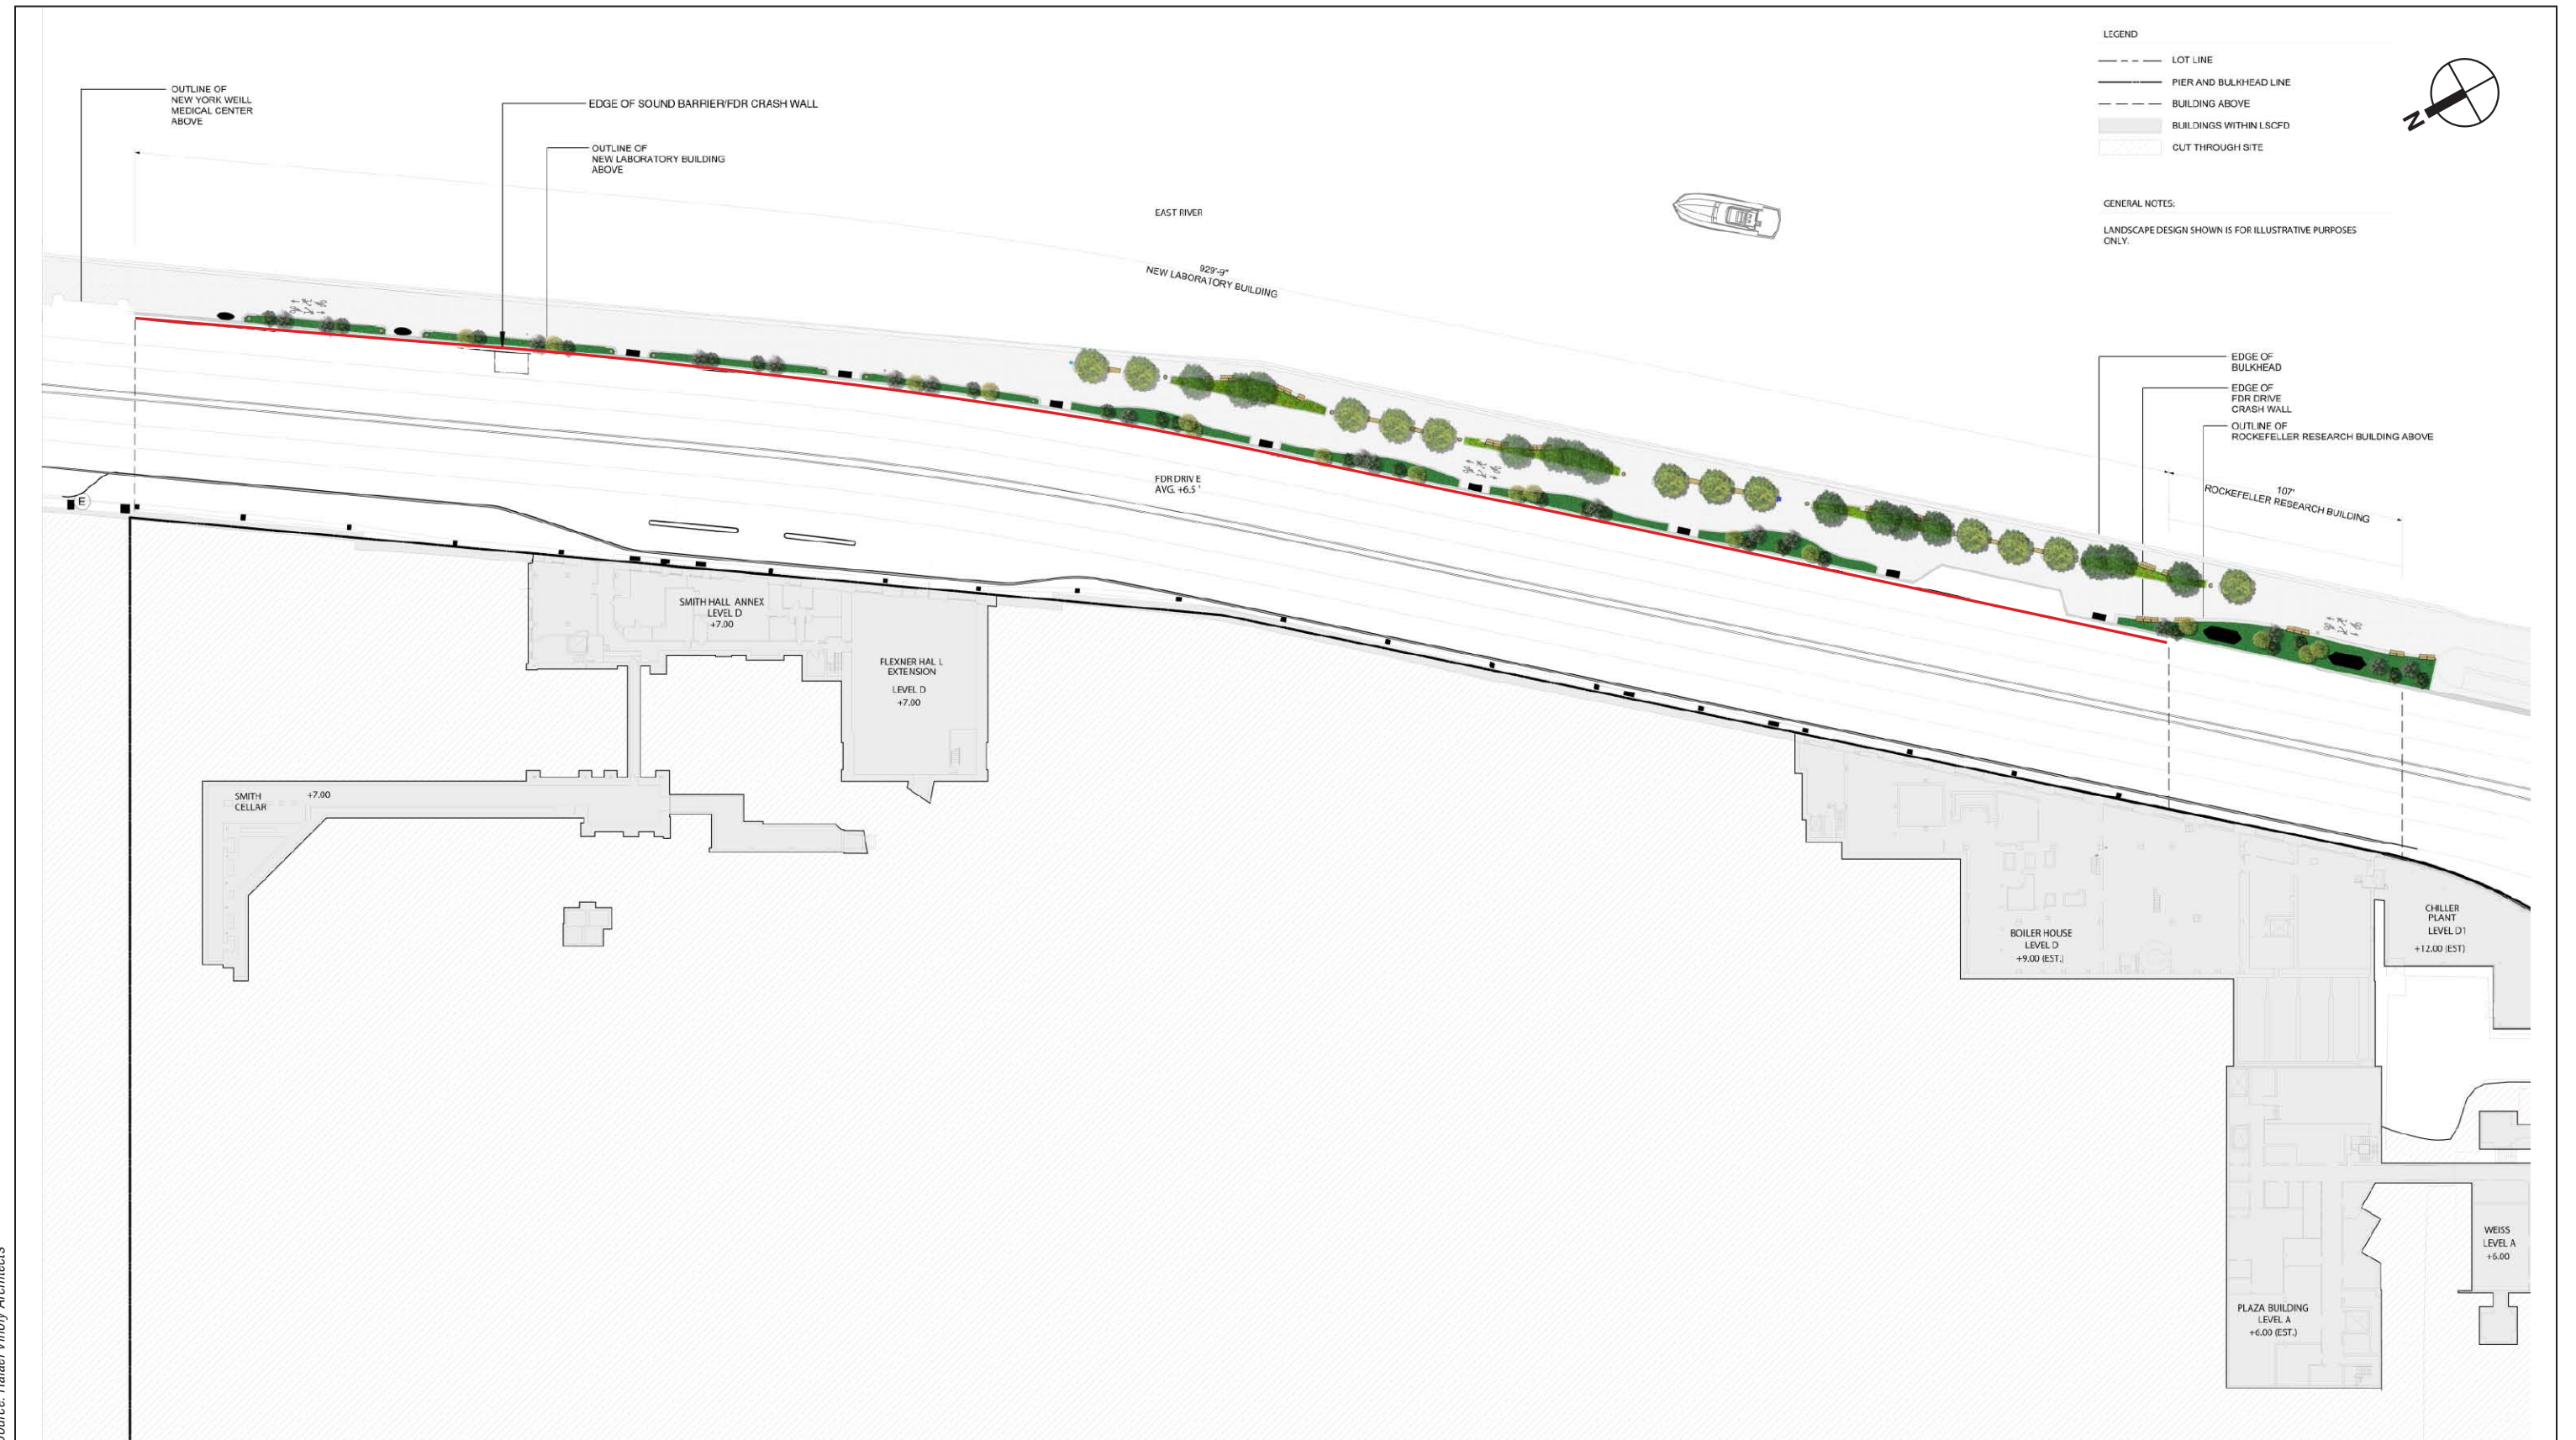 LEGEND
LOT LINE
PIER AND BULKHEAD LINE
BUILDING ABOVE
BUILDINGS WITHIN LSCFD
CUT THROUGH SITE
N
GENERAL NOTES:
LANDSCAPE DESIGN SHOWN IS FOR ILLUSTRATIVE PURPOSES
ONLY.
OUTLINE OF
NEW YORK WEILL
MEDICAL CENTER
ABOVE
EDGE OF SOUND BARRIER/FDR CRASH WALL
OUTLINE OF
NEW LABORATORY BUILDING
ABOVE
EAST RIVER
929'-9"
NEW LABORATORY BUILDING
EDGE OF
BULKHEAD
EDGE OF
FDR DRIVE
CRASH WALL
OUTLINE OF
ROCKEFELLER RESEARCH BUILDING ABOVE
107'
ROCKEFELLER RESEARCH BUILDING
FDR DRIVE
AVG. +6.5'
E
SMITH HALL ANNEX
LEVEL D
+7.00
FLEXNER HALL
EXTENSION
LEVEL D
+7.00
SMITH
CELLAR
+7.00
BOILER HOUSE
LEVEL D
+9.00 (EST.)
CHILLER
PLANT
LEVEL D1
+12.00 (EST)
WEISS
LEVEL A
+6.00
PLAZA BUILDING
LEVEL A
+6.00 (EST.)